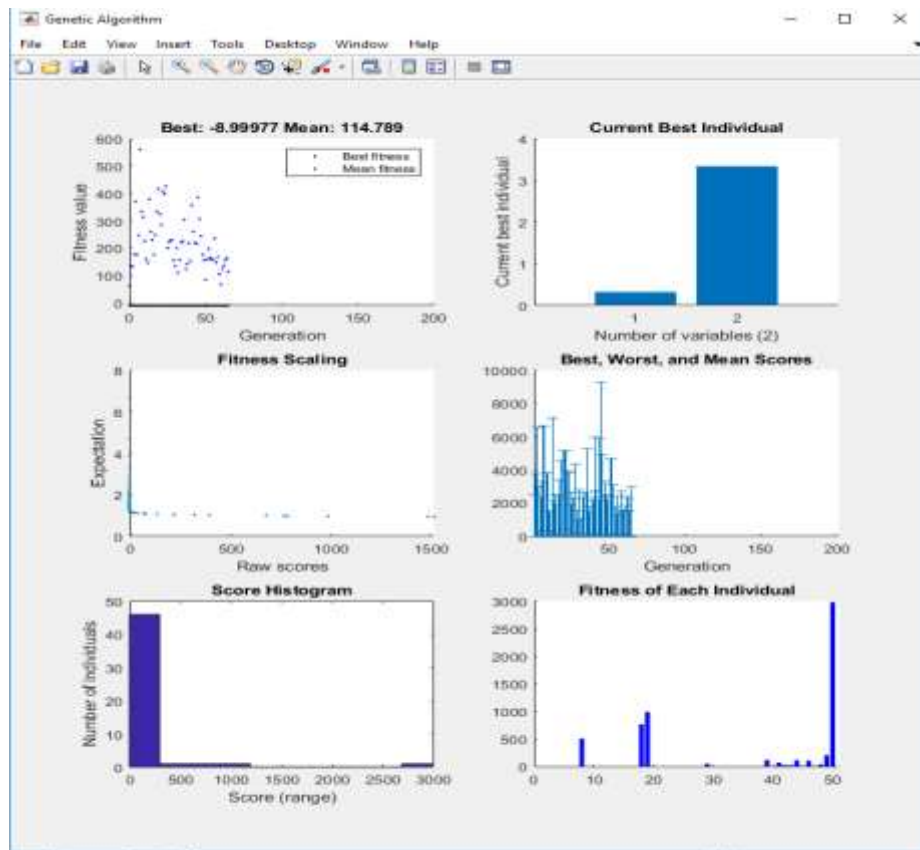 Genetic Algorithm
File Edit View Insert Tools Desktop Window Help
Best: -8.99977 Mean: 114.789
600
500
400
300
200
100
0
Fitness value
Best fitness
Mean fitness
0 50 100 150 200
Generation
Current Best Individual
4
3
2
1
0
Current best individual
1 2
Number of variables (2)
Fitness Scaling
8
6
4
2
0
Expectation
0 500 1000 1500
Raw scores
Best, Worst, and Mean Scores
10000
8000
6000
4000
2000
0
50 100 150 200
Generation
Score Histogram
50
40
30
20
10
0
Number of individuals
0 500 1000 1500 2000 2500 3000
Score (range)
Fitness of Each Individual
3000
2500
2000
1500
1000
500
0
0 10 20 30 40 50